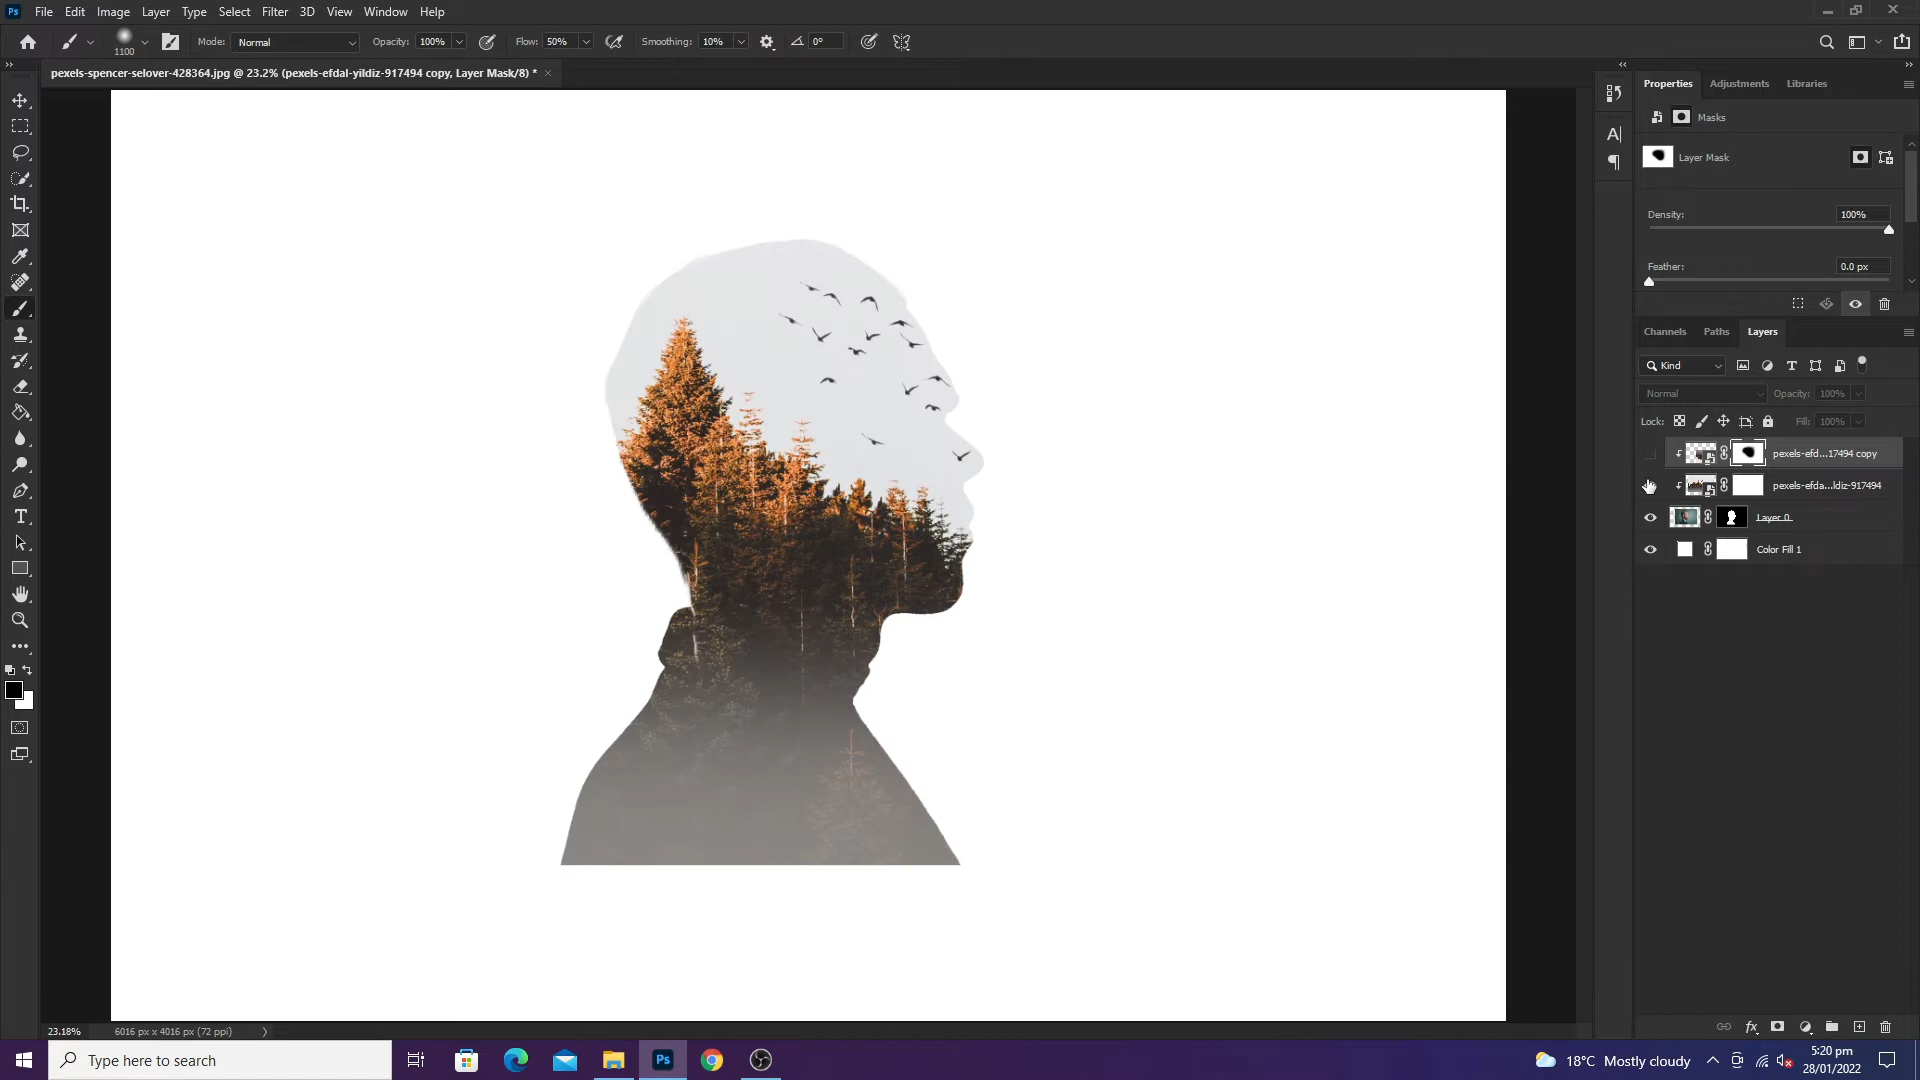 Ps File Edit Image Layer Type Select Filter 3D View Window Help
1100 Mode: Normal Opacity: 100% Flow: 50% Smoothing: 10% 0°
pexels-spencer-selover-428364.jpg @ 23.2% (pexels-efdal-yildiz-917494 copy, Layer Mask/8) * ×
Properties Adjustments Libraries
Masks
Layer Mask
Density: 100%
Feather: 0.0 px
Channels Paths Layers
Kind
Normal Opacity: 100%
Lock: Fill: 100%
pexels-efd...17494 copy
pexels-efda...ldiz-917494
Layer 0
Color Fill 1
23.18% 6016 px x 4016 px (72 ppi)
Type here to search
Ps
18°C Mostly cloudy
5:20 pm
28/01/2022